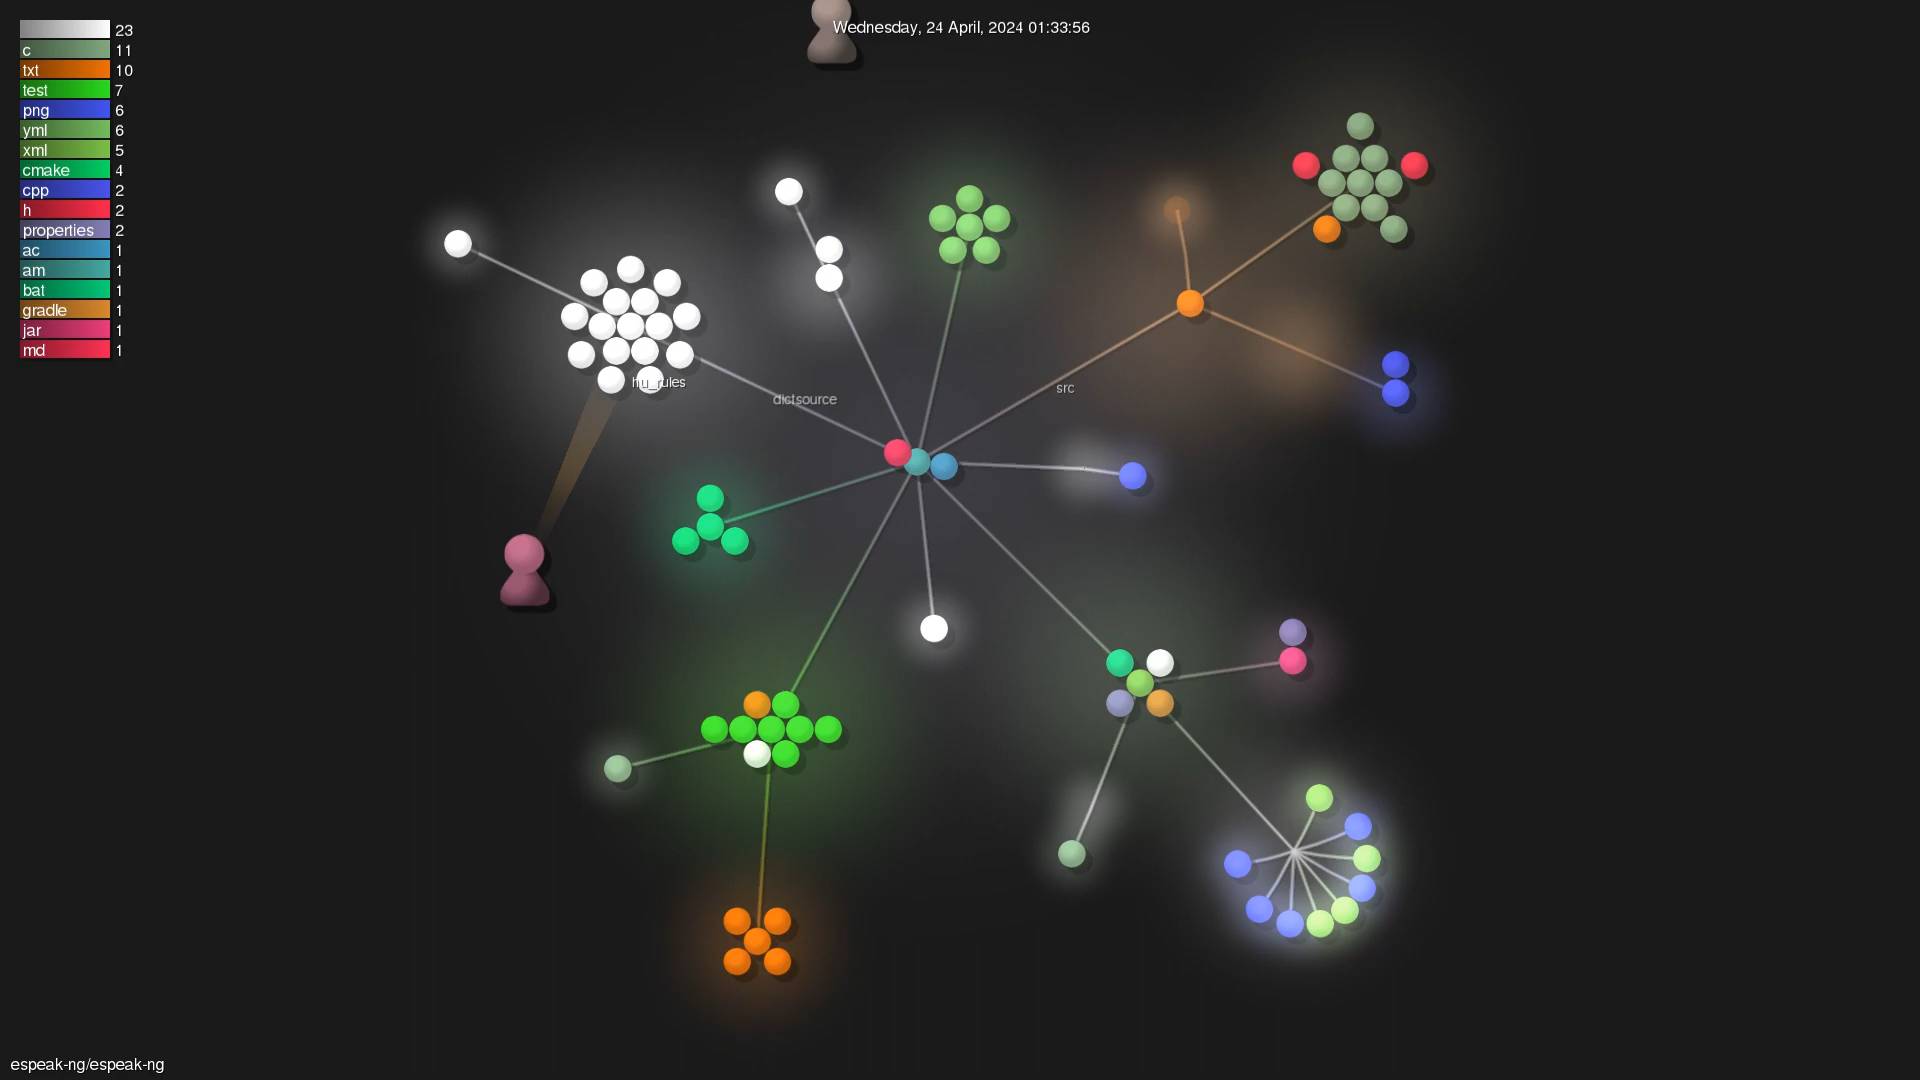 Wednesday, 24 April, 2024 01:33:56
23
c 11
txt 10
test 7
png 6
yml 6
xml 5
cmake 4
cpp 2
h 2
properties 2
ac 1
am 1
bat 1
gradle 1
jar 1
md 1
hu_rules
src
dictsource
espeak-ng/espeak-ng